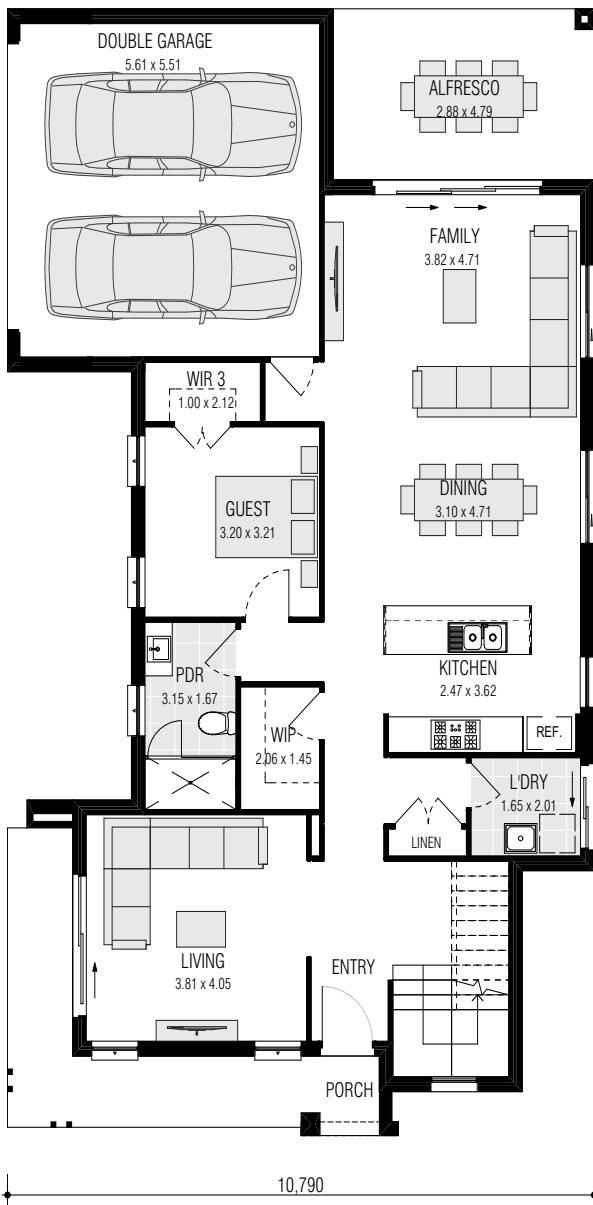 DOUBLE GARAGE
5.61 x 5.51
ALFRESCO
2.88 x 4.79
FAMILY
3.82 x 4.71
WIR 3
1.00 x 2.12
GUEST
3.20 x 3.21
DINING
3.10 x 4.71
PDR
3.15 x 1.67
KITCHEN
2.47 x 3.62
WIP
2.06 x 1.45
REF.
L'DRY
1.65 x 2.01
LINEN
LIVING
3.81 x 4.05
ENTRY
PORCH
10,790